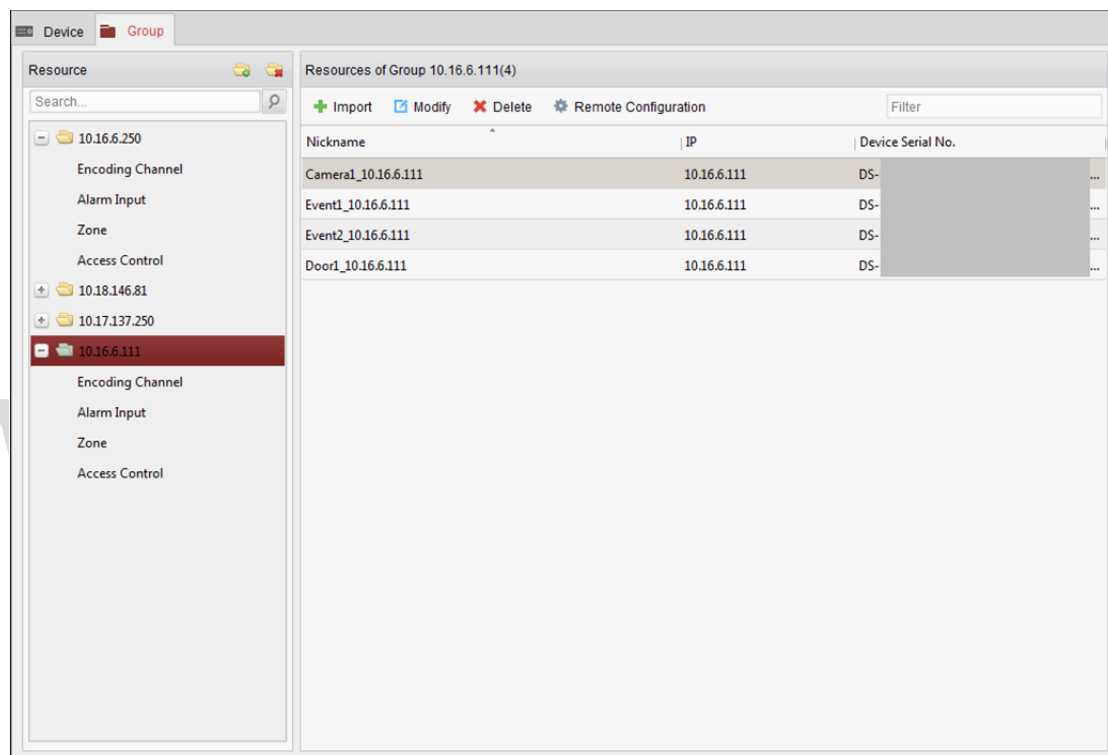 Device Group
Resource
Search...
10.16.6.250
Encoding Channel
Alarm Input
Zone
Access Control
10.18.146.81
10.17.137.250
10.16.6.111
Encoding Channel
Alarm Input
Zone
Access Control
Resources of Group 10.16.6.111(4)
Import Modify Delete Remote Configuration Filter
Nickname IP Device Serial No.
Camera1_10.16.6.111 10.16.6.111 DS- ...
Event1_10.16.6.111 10.16.6.111 DS- ...
Event2_10.16.6.111 10.16.6.111 DS- ...
Door1_10.16.6.111 10.16.6.111 DS- ...